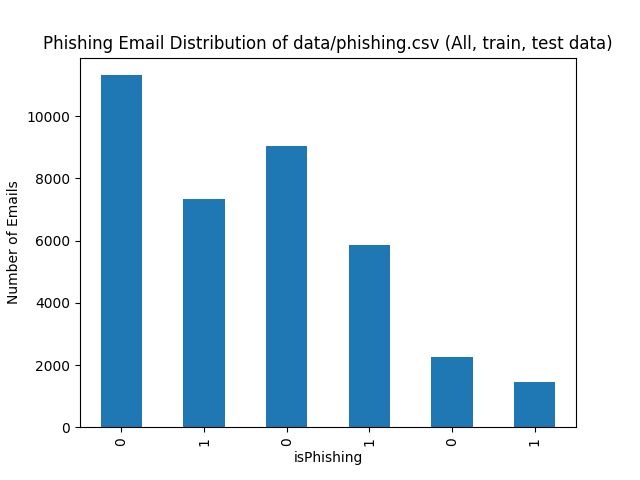 Phishing Email Distribution of data/phishing.csv (All, train, test data)
10000
8000
6000
4000
2000
0
Number of Emails
0 1 0 1 0 1
isPhishing